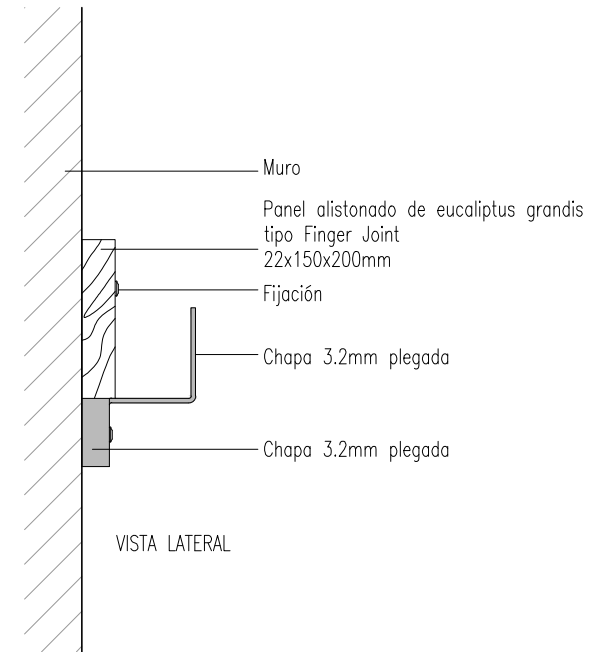 Muro
Panel alistonado de eucaliptus grandis
tipo Finger Joint
22x150x200mm
Fijación
Chapa 3.2mm plegada
Chapa 3.2mm plegada
VISTA LATERAL